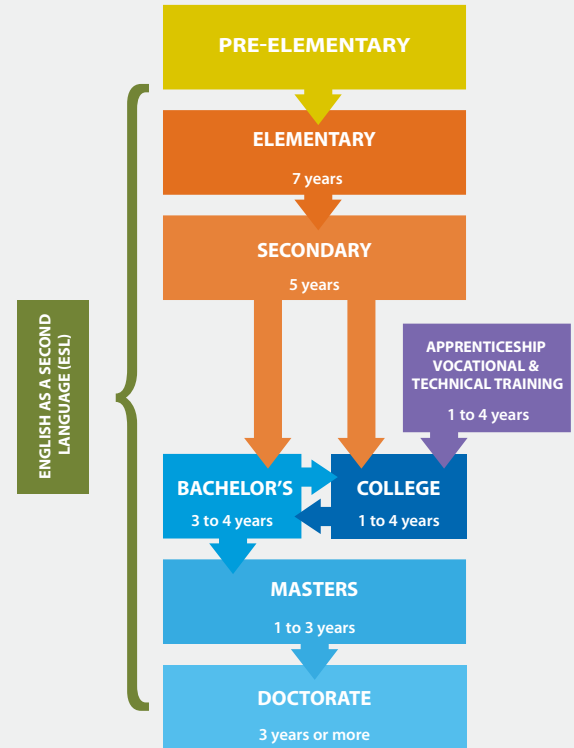 PRE-ELEMENTARY
ELEMENTARY
7 years
SECONDARY
5 years
ENGLISH AS A SECOND
LANGUAGE (ESL)
APPRENTICESHIP
VOCATIONAL &
TECHNICAL TRAINING
1 to 4 years
BACHELOR'S
3 to 4 years
COLLEGE
1 to 4 years
MASTERS
1 to 3 years
DOCTORATE
3 years or more